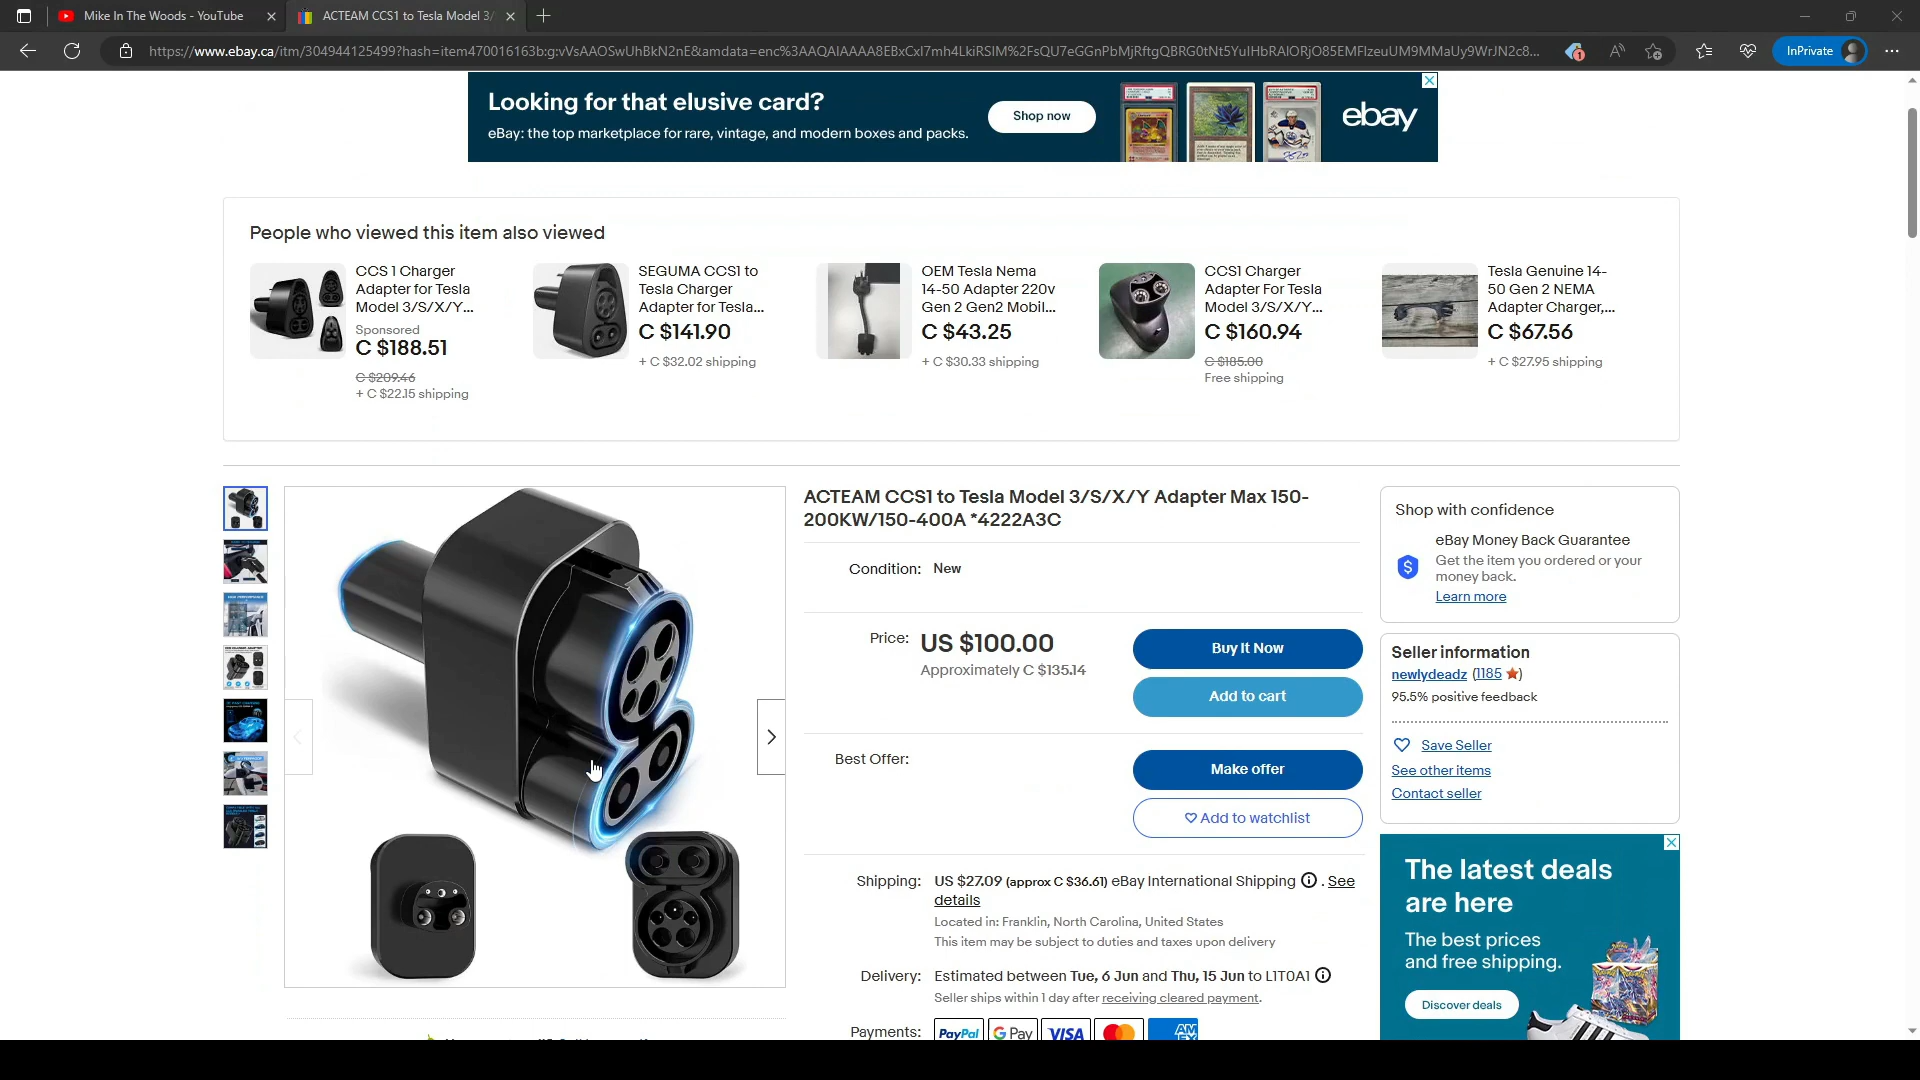 Mike In The Woods - YouTube
ACTEAM CCS1 to Tesla Model 3/
https://www.ebay.ca/itm/304944125499?hash=item470016163b:g:vVsAAOSwUhBkN2nE&amdata=enc%3AAQAIAAAA8EBxCxI7mh4LkiRSIM%2FsQU7eGGnPbMjRftgQBRG0tNt5YulHbRAlORjO85EMFlzeuUM9MMaUy9WrJN2c8...
1
InPrivate
Looking for that elusive card?
eBay: the top marketplace for rare, vintage, and modern boxes and packs.
Shop now
ebay
People who viewed this item also viewed
CCS 1 Charger
Adapter for Tesla
Model 3/S/X/Y...
Sponsored
C $188.51
C $209.46
+ C $22.15 shipping
SEGUMA CCS1 to
Tesla Charger
Adapter for Tesla...
C $141.90
+ C $32.02 shipping
OEM Tesla Nema
14-50 Adapter 220v
Gen 2 Gen2 Mobil...
C $43.25
+ C $30.33 shipping
CCS1 Charger
Adapter For Tesla
Model 3/S/X/Y...
C $160.94
C $185.00
Free shipping
Tesla Genuine 14-
50 Gen 2 NEMA
Adapter Charger,...
C $67.56
+ C $27.95 shipping
ACTEAM CCS1 to Tesla Model 3/S/X/Y Adapter Max 150-
200KW/150-400A *4222A3C
Condition: New
Price: US $100.00
Approximately C $135.14
Buy It Now
Add to cart
Best Offer:
Make offer
Add to watchlist
Shipping: US $27.09 (approx C $36.61) eBay International Shipping . See
details
Located in: Franklin, North Carolina, United States
This item may be subject to duties and taxes upon delivery
Delivery: Estimated between Tue, 6 Jun and Thu, 15 Jun to L1T0A1
Seller ships within 1 day after receiving cleared payment.
Payments: PayPal G Pay VISA AM EX
Shop with confidence
eBay Money Back Guarantee
Get the item you ordered or your
money back.
Learn more
Seller information
newlydeadz (1185)
95.5% positive feedback
Save Seller
See other items
Contact seller
The latest deals
are here
The best prices
and free shipping.
Discover deals